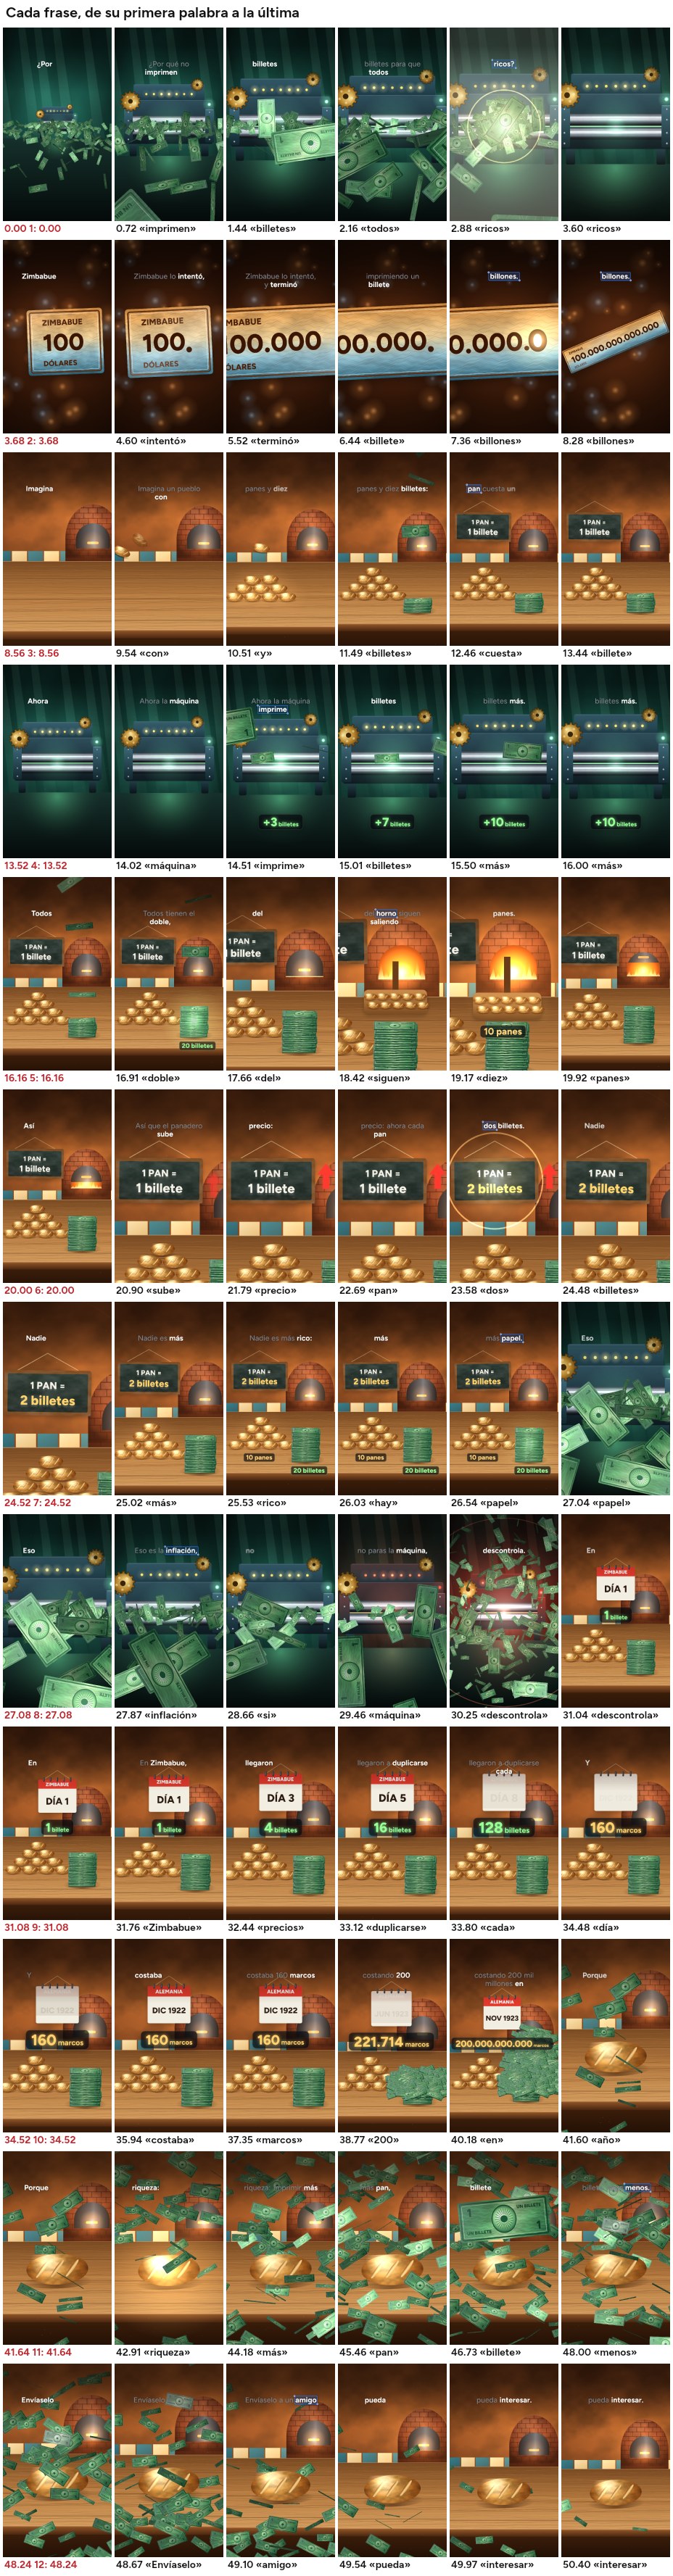 Cada frase, de su primera palabra a la última
¿Por
¿Por qué no
imprimen
billetes
billetes para que
todos
ricos?
0.00 1: 0.00
0.72 «imprimen»
1.44 «billetes»
2.16 «todos»
2.88 «ricos»
3.60 «ricos»
Zimbabue
ZIMBABUE
100
DÓLARES
Zimbabue lo intentó,
ZIMBABUE
100.
DÓLARES
Zimbabue lo intentó,
y terminó
MBABUE
00.000
ÓLARES
imprimiendo un
billete
00.000.
billones.
0.000.0
billones.
100.000.000.000.000
3.68 2: 3.68
4.60 «intentó»
5.52 «terminó»
6.44 «billete»
7.36 «billones»
8.28 «billones»
Imagina
Imagina un pueblo
con
panes y diez
panes y diez billetes:
pan cuesta un
1 PAN =
1 billete
1 PAN =
1 billete
8.56 3: 8.56
9.54 «con»
10.51 «y»
11.49 «billetes»
12.46 «cuesta»
13.44 «billete»
Ahora
Ahora la máquina
Ahora la máquina
imprime
+3 billetes
billetes
+7 billetes
billetes más.
+10 billetes
billetes más.
+10 billetes
13.52 4: 13.52
14.02 «máquina»
14.51 «imprime»
15.01 «billetes»
15.50 «más»
16.00 «más»
Todos
1 PAN =
1 billete
Todos tienen el
doble,
1 PAN =
1 billete
20 billetes
del
1 PAN =
1 billete
del horno siguen
saliendo
panes.
10 panes
1 PAN =
1 billete
16.16 5: 16.16
16.91 «doble»
17.66 «del»
18.42 «siguen»
19.17 «diez»
19.92 «panes»
Así
1 PAN =
1 billete
Así que el panadero
sube
1 PAN =
1 billete
precio:
1 PAN =
1 billete
precio: ahora cada
pan
1 PAN =
1 billete
dos billetes.
1 PAN =
2 billetes
Nadie
1 PAN =
2 billetes
20.00 6: 20.00
20.90 «sube»
21.79 «precio»
22.69 «pan»
23.58 «dos»
24.48 «billetes»
Nadie
1 PAN =
2 billetes
Nadie es más
1 PAN =
2 billetes
Nadie es más rico:
1 PAN =
2 billetes
10 panes
20 billetes
más
1 PAN =
2 billetes
10 panes
20 billetes
más papel.
1 PAN =
2 billetes
10 panes
20 billetes
Eso
24.52 7: 24.52
25.02 «más»
25.53 «rico»
26.03 «hay»
26.54 «papel»
27.04 «papel»
Eso
Eso es la inflación,
no
no paras la máquina,
descontrola.
En
ZIMBABUE
DÍA 1
1 billete
27.08 8: 27.08
27.87 «inflación»
28.66 «si»
29.46 «máquina»
30.25 «descontrola»
31.04 «descontrola»
En
ZIMBABUE
DÍA 1
1 billete
En Zimbabue,
ZIMBABUE
DÍA 1
1 billete
llegaron
ZIMBABUE
DÍA 3
4 billetes
llegaron a duplicarse
ZIMBABUE
DÍA 5
16 billetes
llegaron a duplicarse
cada
128 billetes
Y
160 marcos
31.08 9: 31.08
31.76 «Zimbabue»
32.44 «precios»
33.12 «duplicarse»
33.80 «cada»
34.48 «día»
Y
DIC 1922
160 marcos
costaba
ALEMANIA
DIC 1922
160 marcos
costaba 160 marcos
ALEMANIA
DIC 1922
160 marcos
costando 200
221.714 marcos
costando 200 mil
millones en
ALEMANIA
NOV 1923
200.000.000.000 marcos
Porque
34.52 10: 34.52
35.94 «costaba»
37.35 «marcos»
38.77 «200»
40.18 «en»
41.60 «año»
Porque
riqueza:
riqueza: imprime más
pan,
billete
UN BILLETE
UN BILLETE
menos.
41.64 11: 41.64
42.91 «riqueza»
44.18 «más»
45.46 «pan»
46.73 «billete»
48.00 «menos»
Envíaselo
Envíaselo
Envíaselo a un amigo
pueda
pueda interesar.
pueda interesar.
48.24 12: 48.24
48.67 «Envíaselo»
49.10 «amigo»
49.54 «pueda»
49.97 «interesar»
50.40 «interesar»